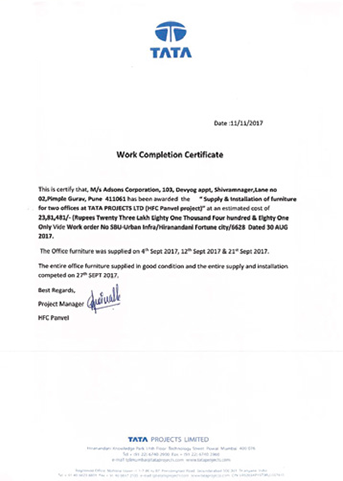 TATA
Date :11/11/2017
Work Completion Certificate
This is certify that, M/s Adsons Corporation, 103, Devyog appt, Shivamnager,Lane no
02,Pimple Gurav, Pune 411061 has been awarded the " Supply & Installation of furniture
for two offices at TATA PROJECTS LTD (HFC Panvel project)" at an estimated cost of
23,81,481/- (Rupees Twenty Three Lakh Eighty One Thousand Four hundred & Eighty One
Only Vide Work order No SBU-Urban Infra/Hiranandani Fortune city/6628 Dated 30 AUG
2017.
The Office furniture was supplied on 4th Sept 2017, 12th Sept 2017 & 21st Sept 2017.
The entire office furniture supplied in good condition and the entire supply and installation
competed on 27th SEPT 2017.
Best Regards,
Project Manager
HFC Panvel
TATA PROJECTS LIMITED